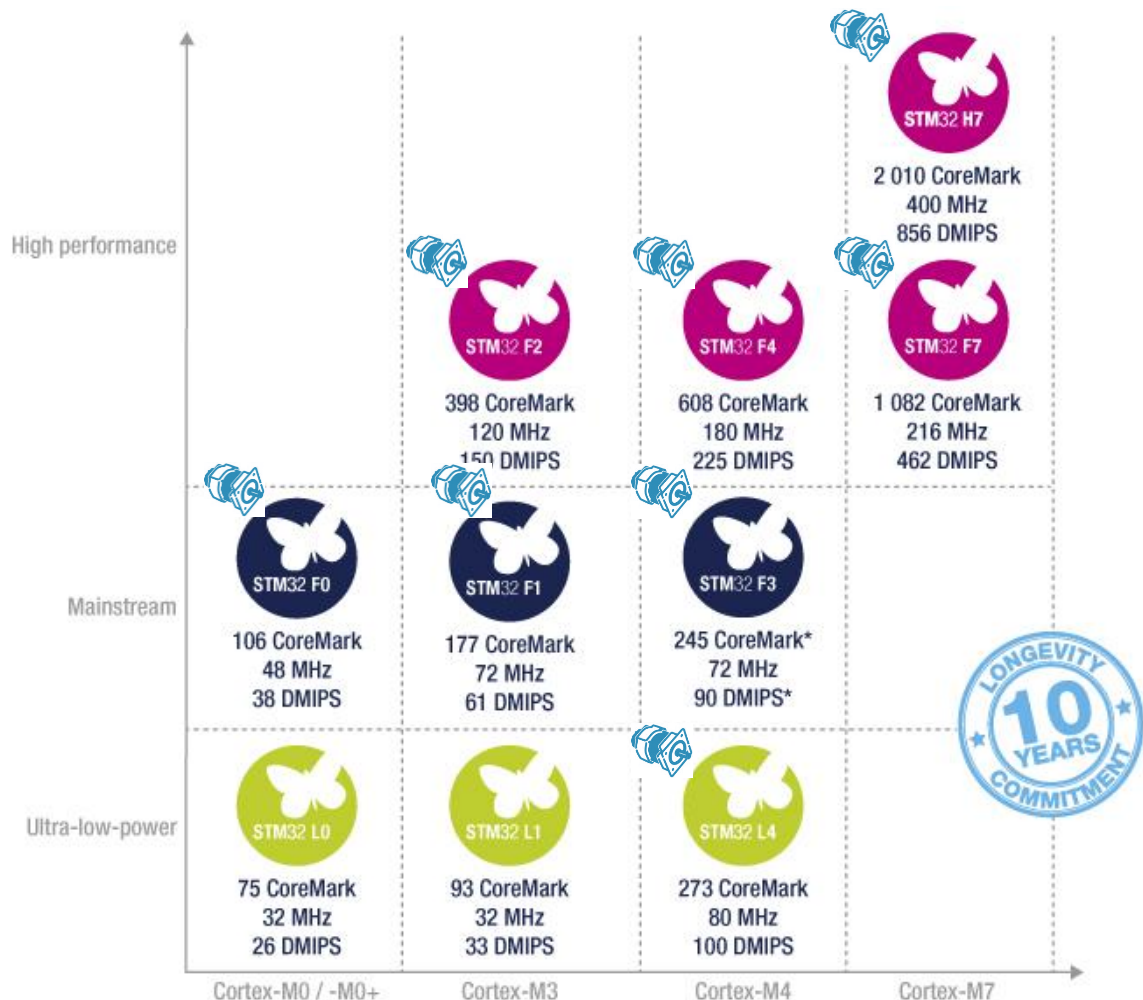 STM32 H7
2 010 CoreMark
400 MHz
856 DMIPS
High performance
STM32 F2
398 CoreMark
120 MHz
150 DMIPS
STM32 F4
608 CoreMark
180 MHz
225 DMIPS
STM32 F7
1 082 CoreMark
216 MHz
462 DMIPS
Mainstream
STM32 F0
106 CoreMark
48 MHz
38 DMIPS
STM32 F1
177 CoreMark
72 MHz
61 DMIPS
STM32 F3
245 CoreMark*
72 MHz
90 DMIPS*
LONGEVITY
10
YEARS
COMMITMENT
Ultra-low-power
STM32 L0
75 CoreMark
32 MHz
26 DMIPS
STM32 L1
93 CoreMark
32 MHz
33 DMIPS
STM32 L4
273 CoreMark
80 MHz
100 DMIPS
Cortex-M0 / -M0+
Cortex-M3
Cortex-M4
Cortex-M7